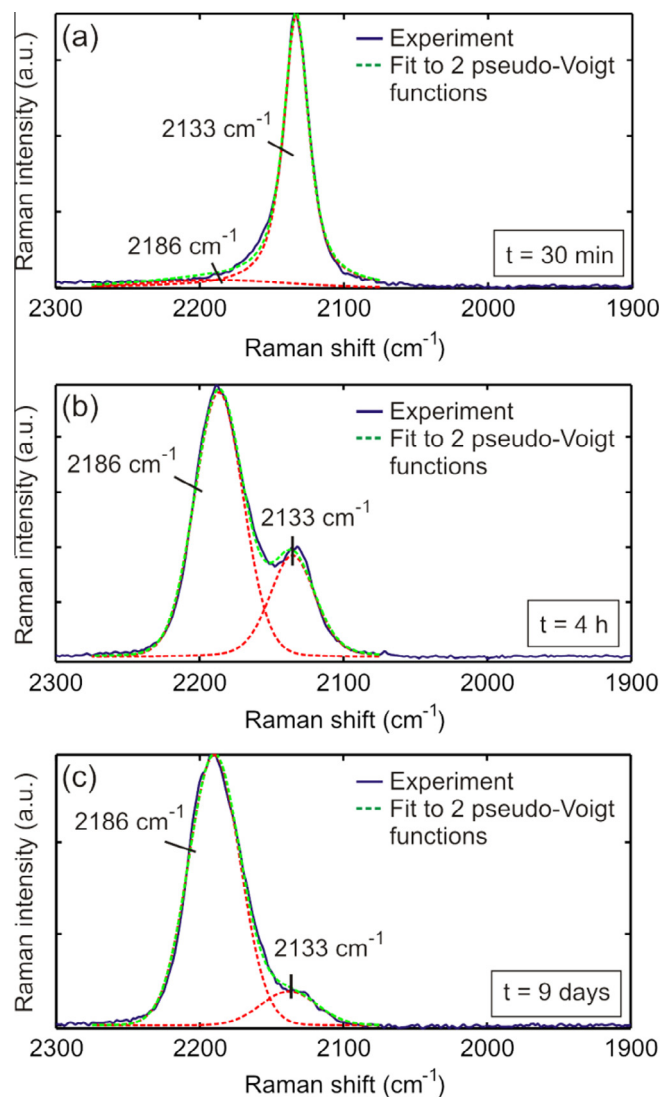 (a)
Experiment
Fit to 2 pseudo-Voigt
functions
2133 cm⁻¹
2186 cm⁻¹
t = 30 min
Raman intensity (a.u.)
2300 2200 2100 2000 1900
Raman shift (cm⁻¹)
(b)
Experiment
Fit to 2 pseudo-Voigt
functions
2186 cm⁻¹
2133 cm⁻¹
t = 4 h
Raman intensity (a.u.)
2300 2200 2100 2000 1900
Raman shift (cm⁻¹)
(c)
Experiment
Fit to 2 pseudo-Voigt
functions
2186 cm⁻¹
2133 cm⁻¹
t = 9 days
Raman intensity (a.u.)
2300 2200 2100 2000 1900
Raman shift (cm⁻¹)